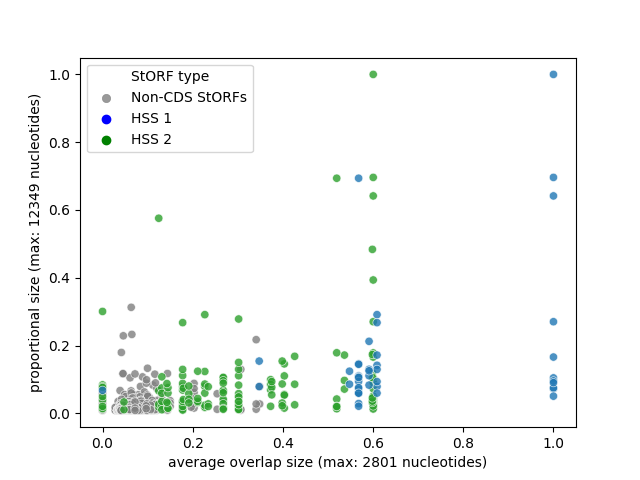 StORF type
Non-CDS StORFs
HSS 1
HSS 2
1.0
0.8
0.6
0.4
0.2
0.0
proportional size (max: 12349 nucleotides)
0.0 0.2 0.4 0.6 0.8 1.0
average overlap size (max: 2801 nucleotides)